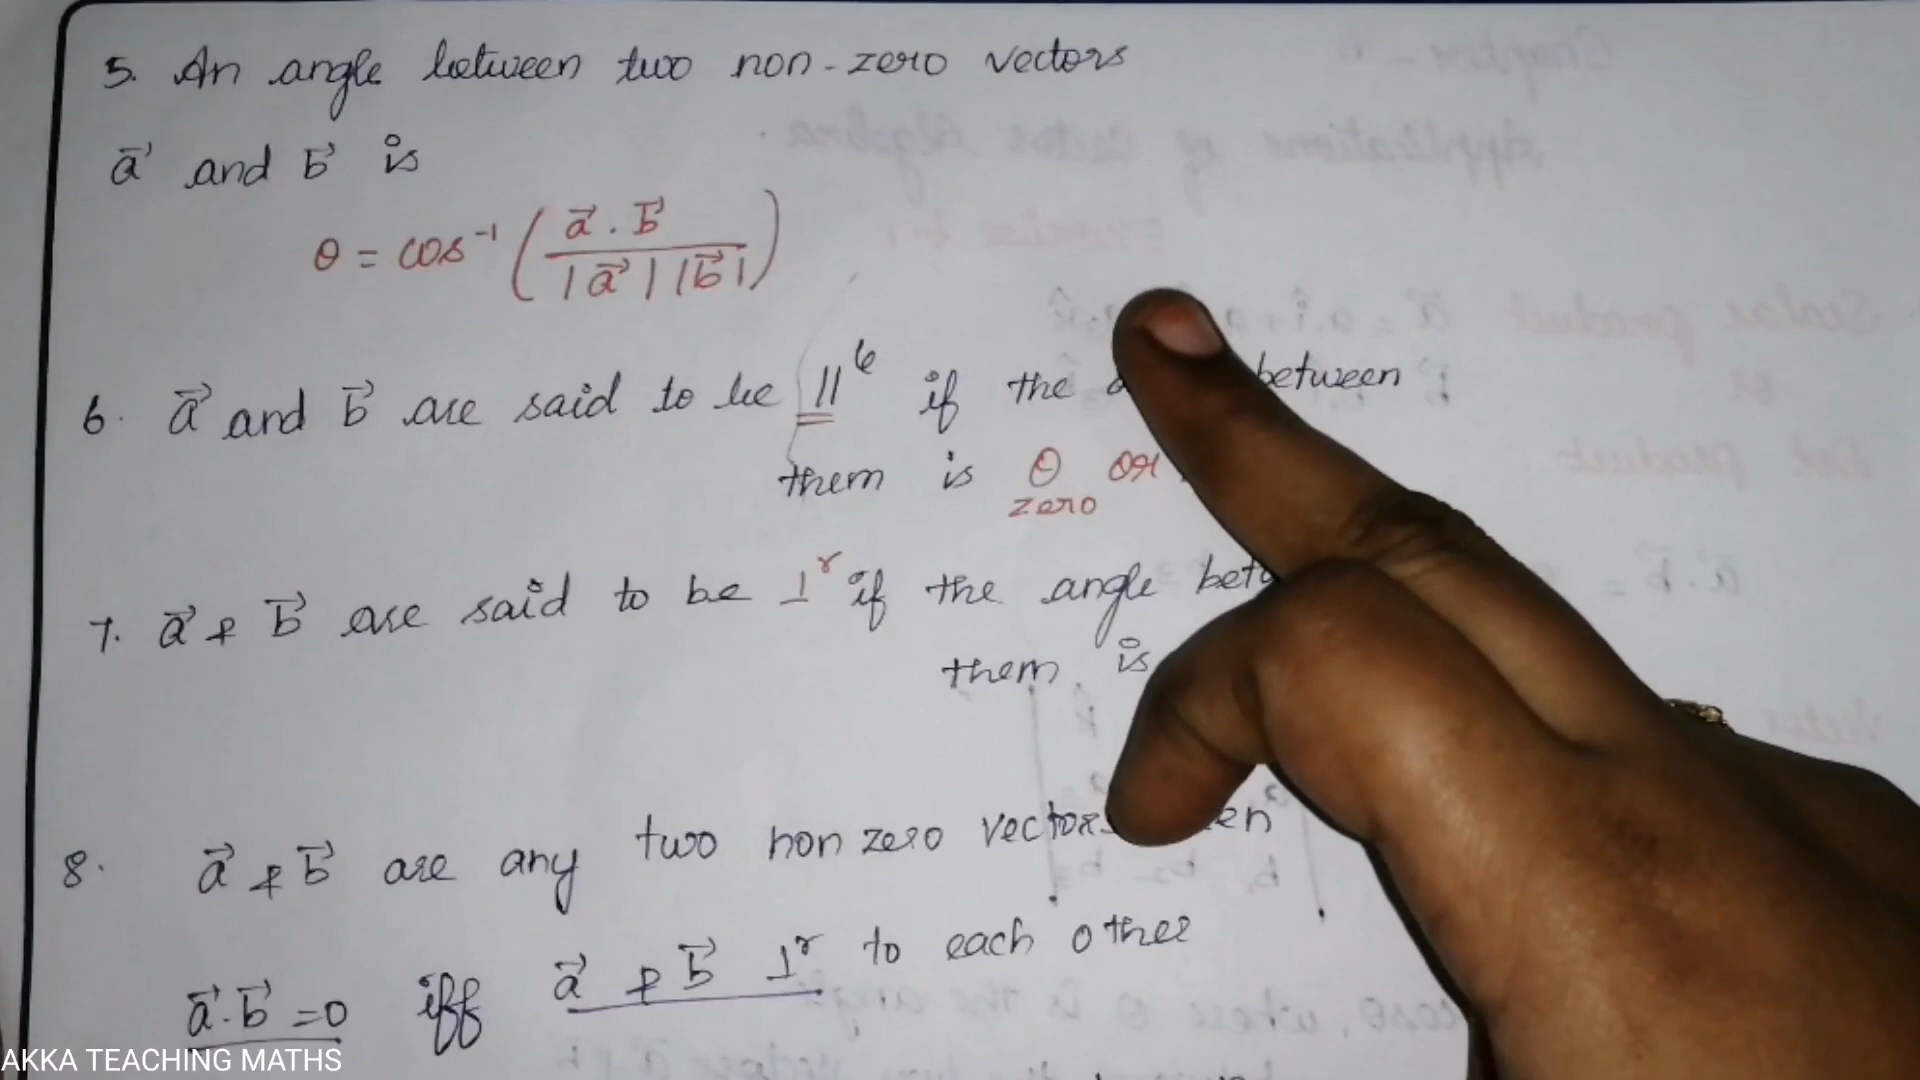 5. An angle between two non-zero vectors
a⃗ and b⃗ is
θ = cos⁻¹ (a⃗ . b⃗ / |a⃗| |b⃗|)
6. a⃗ and b⃗ are said to be ||ˡᵉ if the between
them is 0 or
zero
7. a⃗ & b⃗ are said to be ⊥ʳ if the angle
them is
8. a⃗ & b⃗ are any two non zero vectors
a⃗ . b⃗ = 0 iff a⃗ & b⃗ ⊥ʳ to each other
AKKA TEACHING MATHS